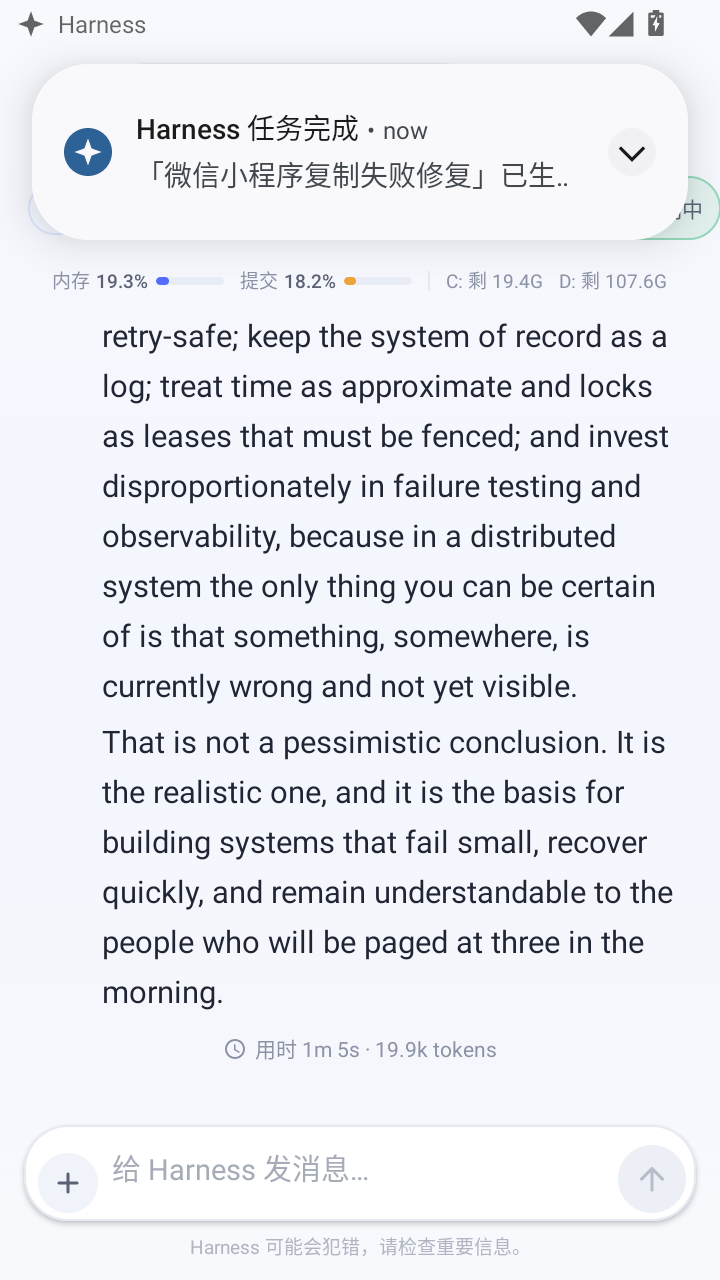 Harness
Harness 任务完成 • now
「微信小程序复制失败修复」已生..
中
内存 19.3% 提交 18.2% C: 剩 19.4G D: 剩 107.6G
retry-safe; keep the system of record as a
log; treat time as approximate and locks
as leases that must be fenced; and invest
disproportionately in failure testing and
observability, because in a distributed
system the only thing you can be certain
of is that something, somewhere, is
currently wrong and not yet visible.
That is not a pessimistic conclusion. It is
the realistic one, and it is the basis for
building systems that fail small, recover
quickly, and remain understandable to the
people who will be paged at three in the
morning.
用时 1m 5s · 19.9k tokens
给 Harness 发消息...
Harness 可能会犯错，请检查重要信息。